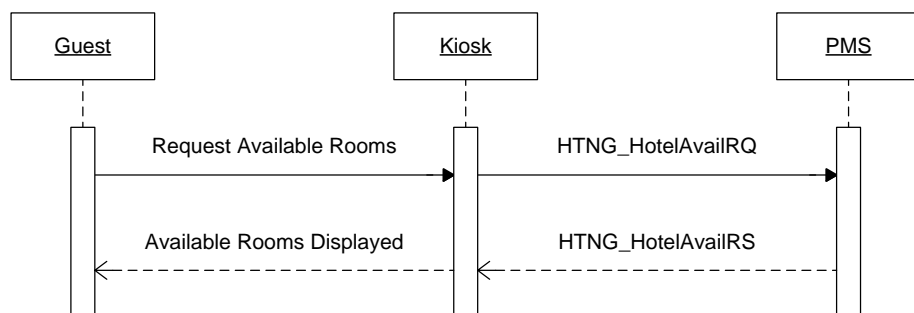 Guest
Kiosk
PMS
Request Available Rooms
HTNG_HotelAvailRQ
Available Rooms Displayed
HTNG_HotelAvailRS